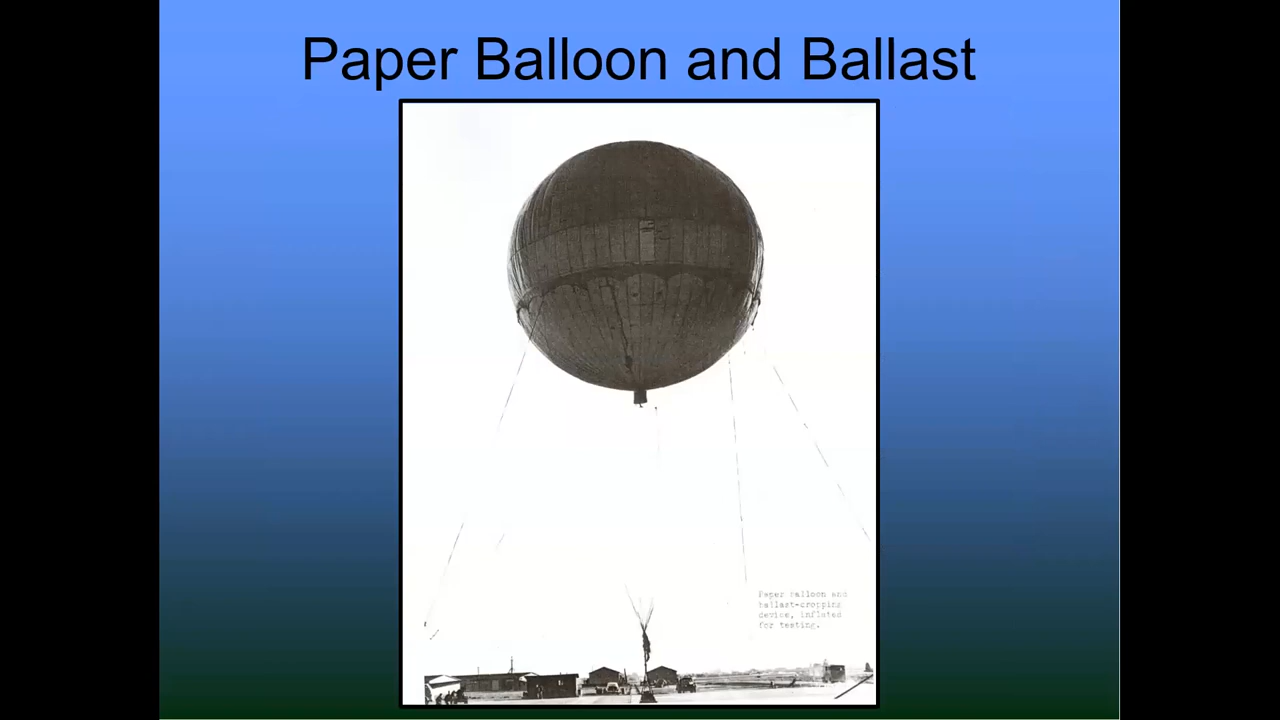 Paper Balloon and Ballast
Paper balloon and
ballast-dropping
device, inflated
for testing.